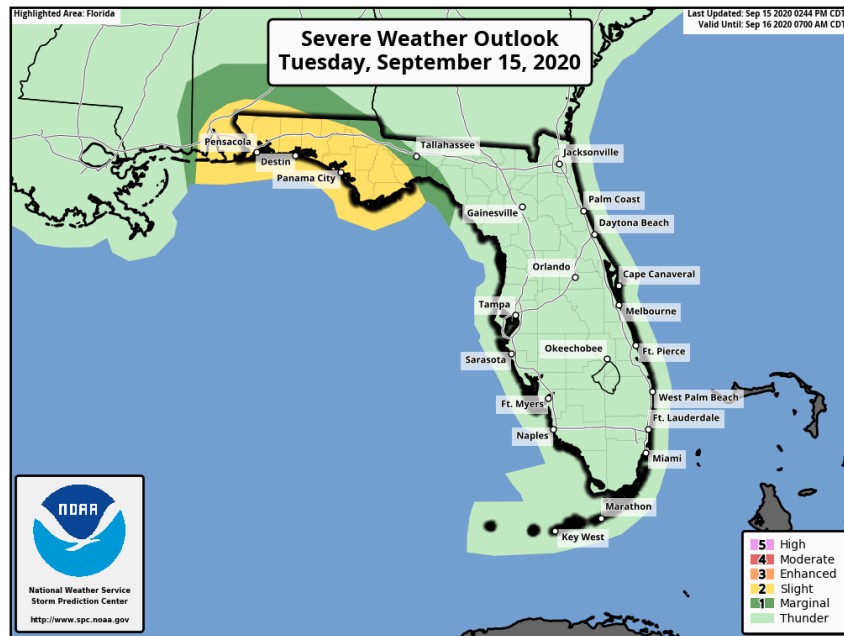 Highlighted Area: Florida
Last Updated: Sep 15 2020 0244 PM CDT
Valid Until: Sep 16 2020 0700 AM CDT
Severe Weather Outlook
Tuesday, September 15, 2020
Pensacola
Destin
Panama City
Tallahassee
Jacksonville
Palm Coast
Gainesville
Daytona Beach
Orlando
Cape Canaveral
Tampa
Melbourne
Okeechobee
Ft. Pierce
Sarasota
West Palm Beach
Ft. Myers
Ft. Lauderdale
Naples
Miami
Marathon
Key West
NOAA
National Weather Service
Storm Prediction Center
http://www.spc.noaa.gov
5 High
4 Moderate
3 Enhanced
2 Slight
1 Marginal
Thunder